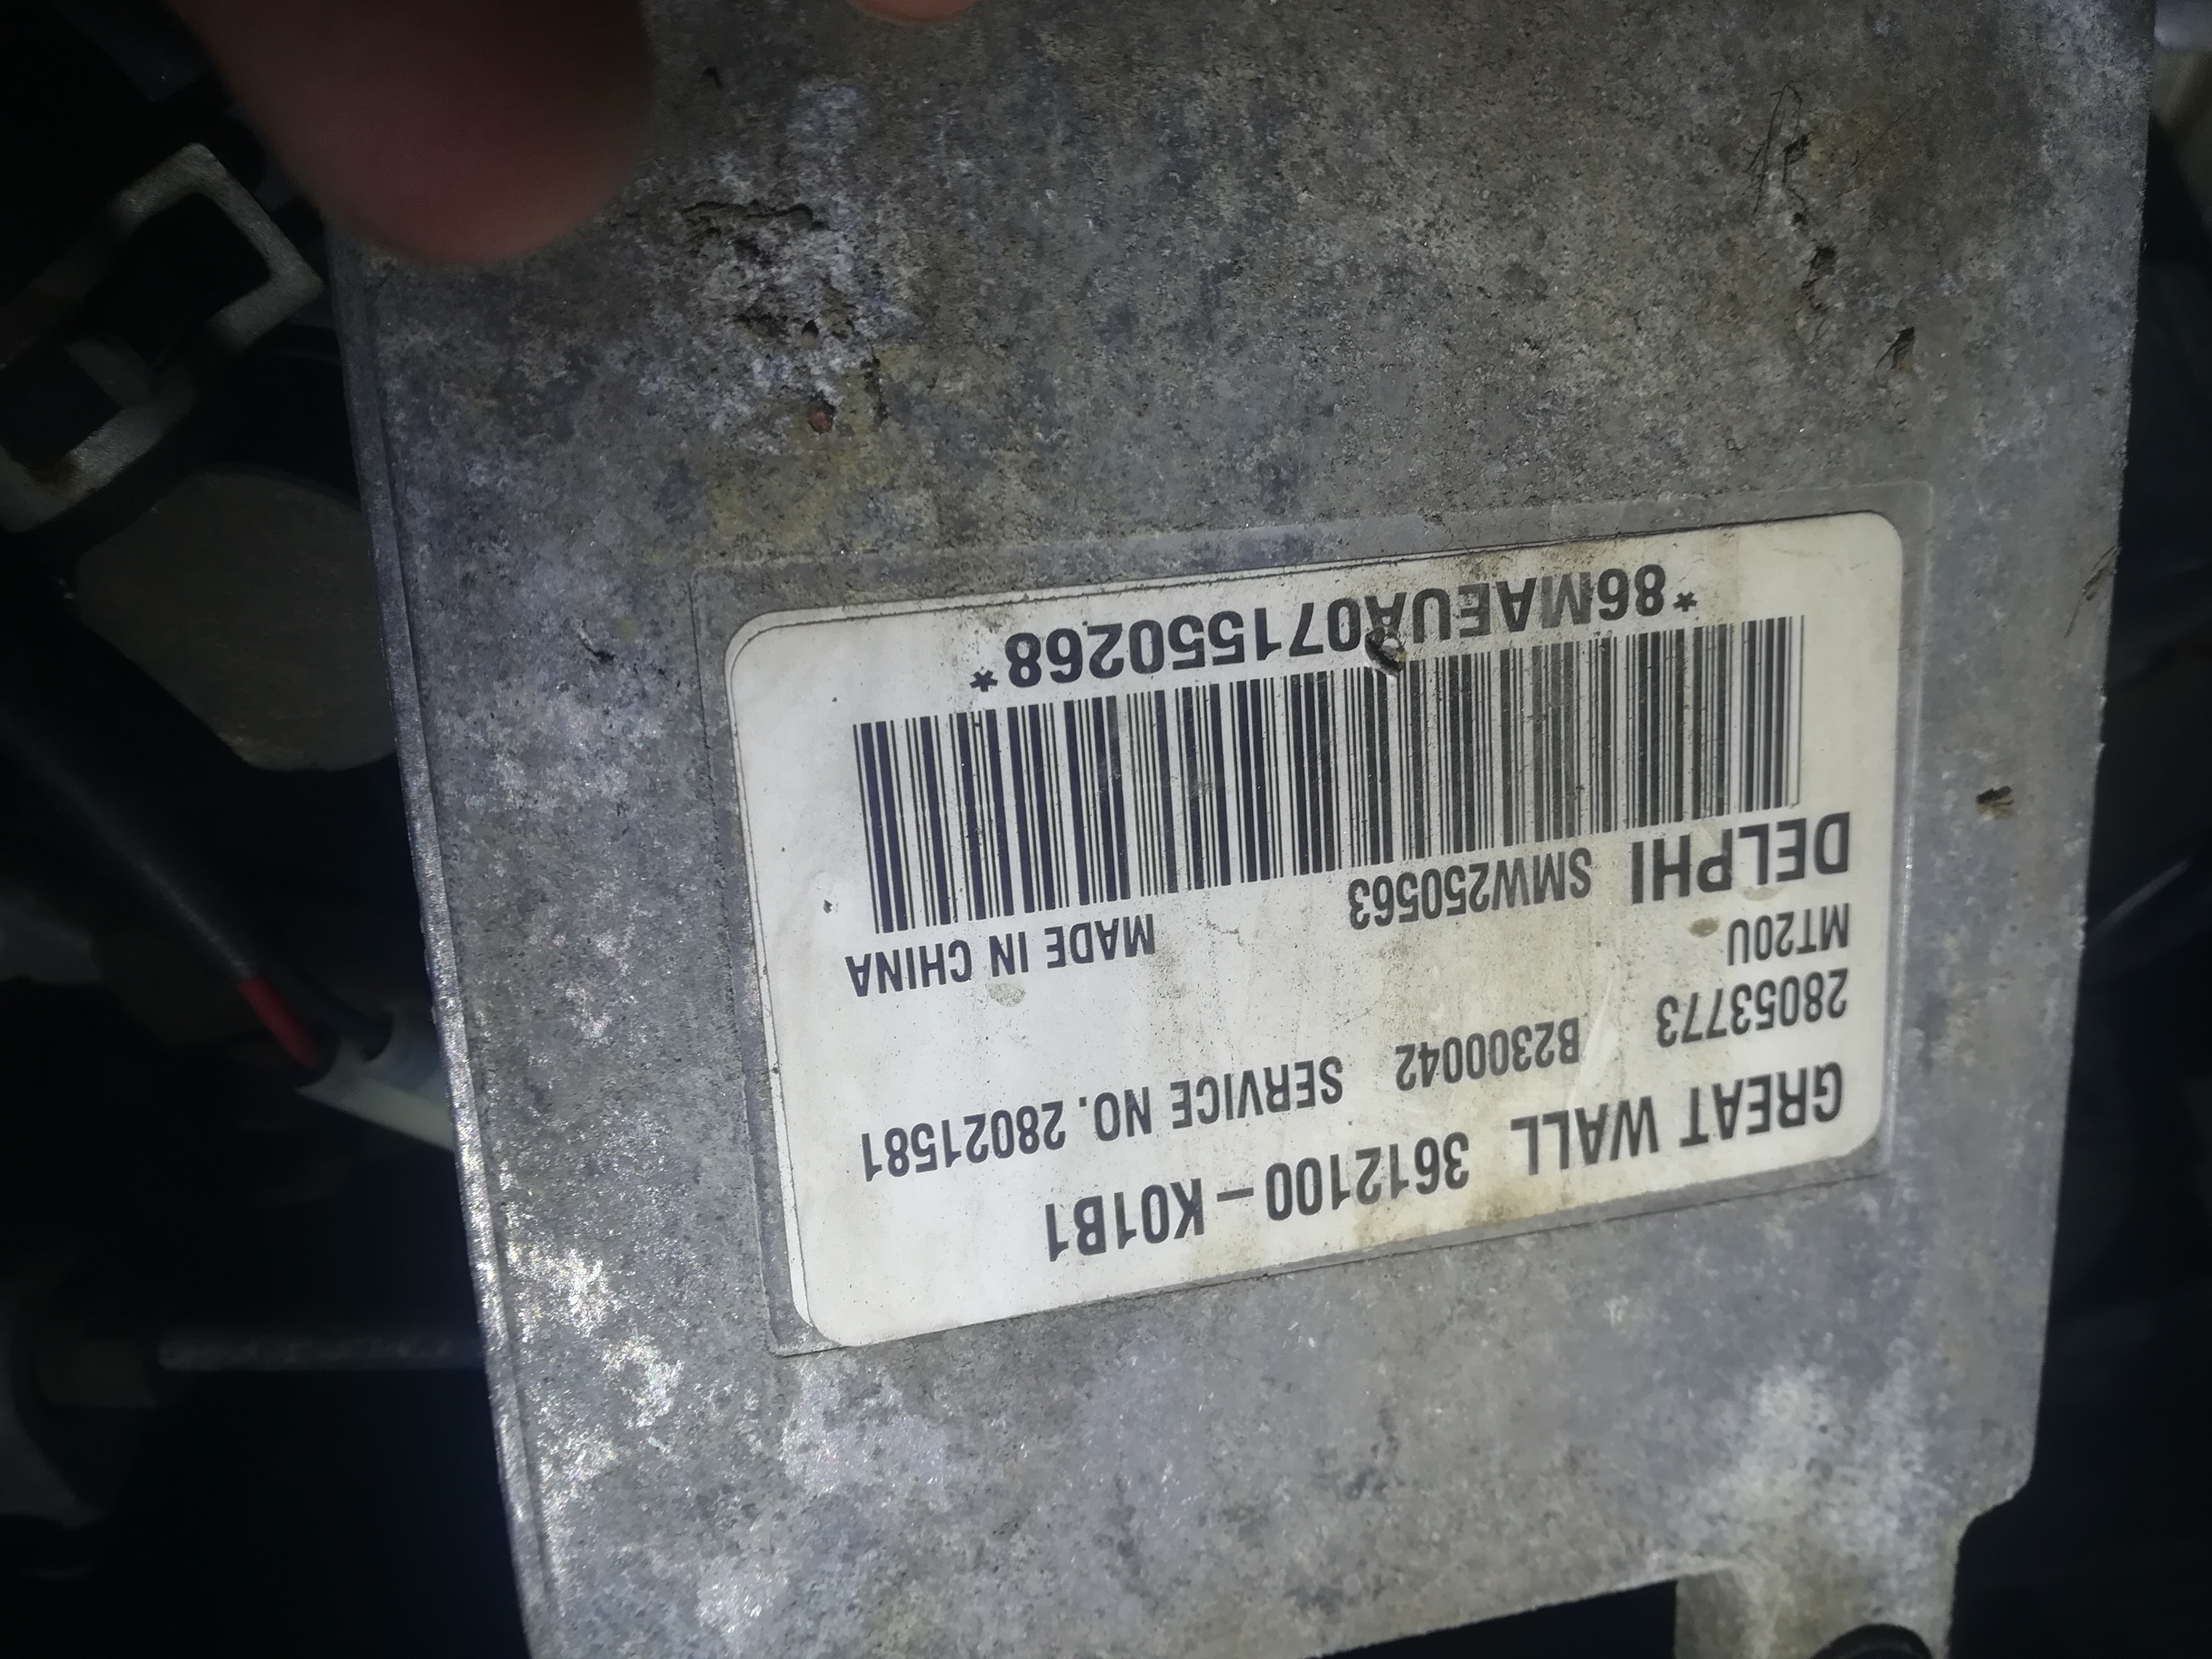 GREAT WALL 3612100-K01B1
28053773 B2300042 SERVICE NO. 28021581
MT20U
DELPHI SMW250563 MADE IN CHINA
*86MAEUA071550268*